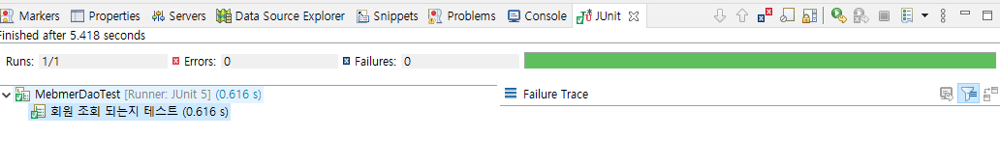 Markers Properties Servers Data Source Explorer Snippets Problems Console JUnit
Finished after 5.418 seconds
Runs: 1/1 Errors: 0 Failures: 0
MebmerDaoTest [Runner: JUnit 5] (0.616 s) Failure Trace
회원 조회 되는지 테스트 (0.616 s)